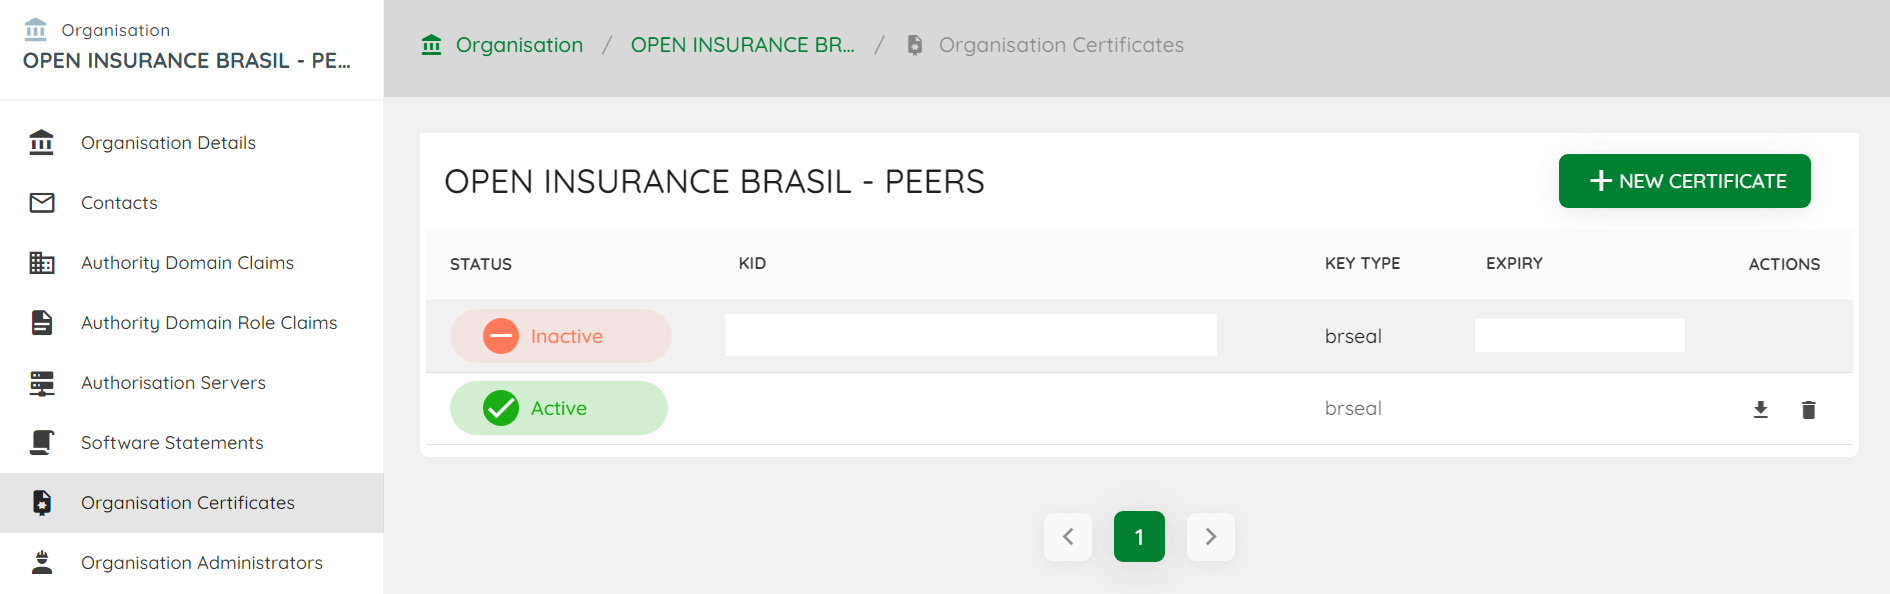 Organisation
OPEN INSURANCE BRASIL - PE...
Organisation Details
Contacts
Authority Domain Claims
Authority Domain Role Claims
Authorisation Servers
Software Statements
Organisation Certificates
Organisation Administrators
Organisation / OPEN INSURANCE BR... / Organisation Certificates
OPEN INSURANCE BRASIL - PEERS
NEW CERTIFICATE
STATUS KID KEY TYPE EXPIRY ACTIONS
Inactive brseal
Active brseal
1